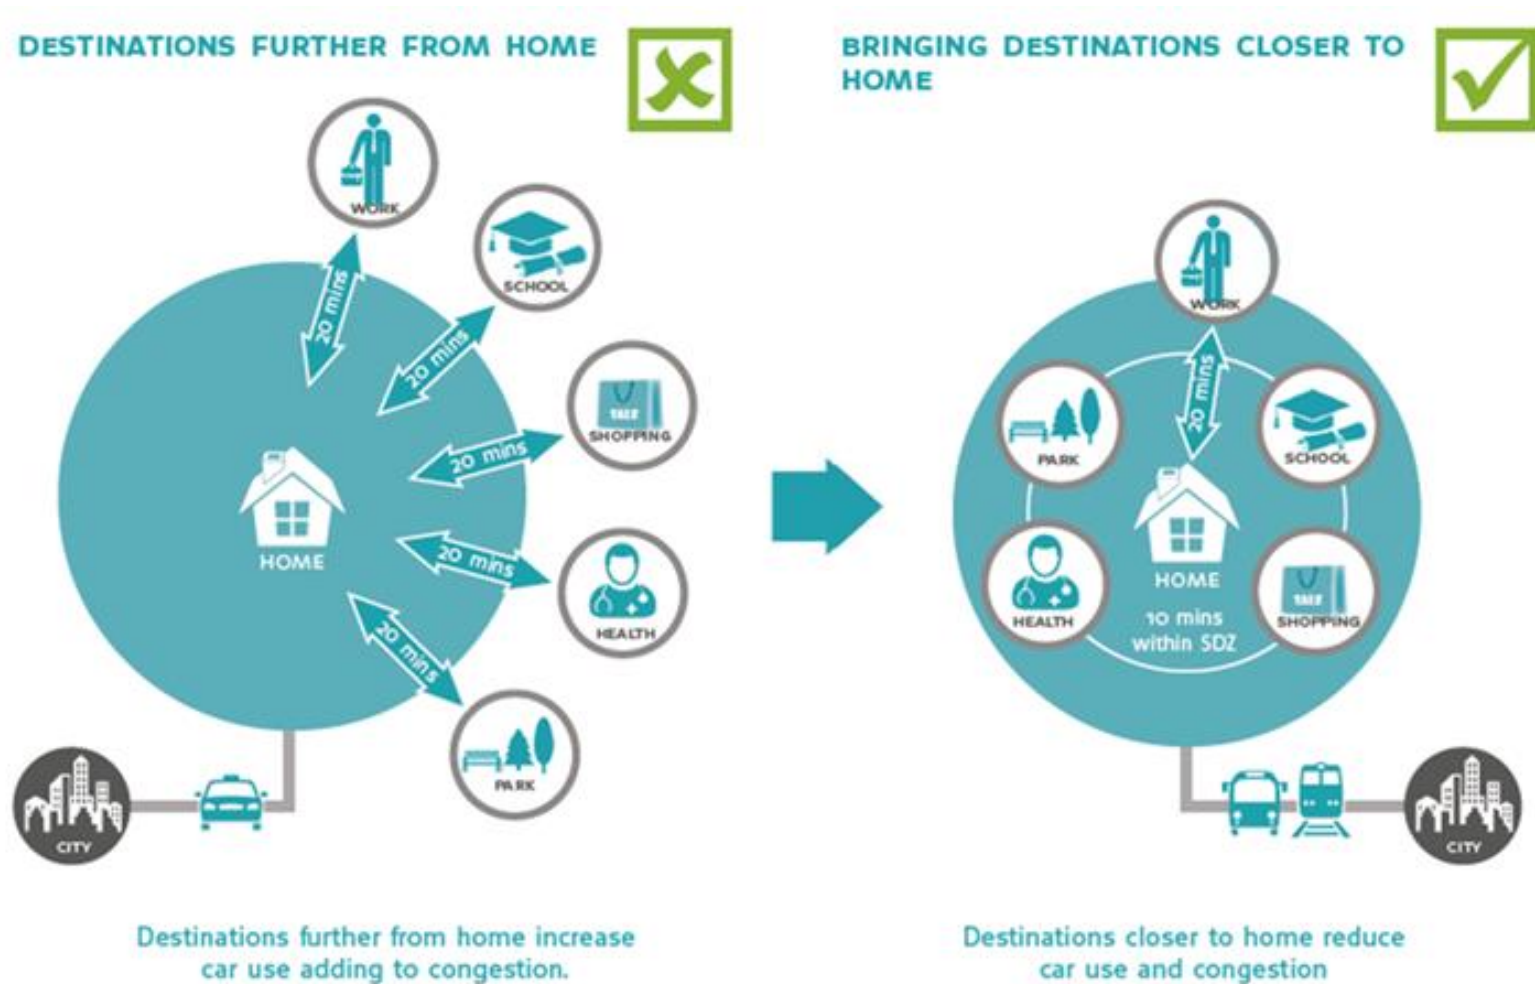 DESTINATIONS FURTHER FROM HOME
WORK
20 mins
SCHOOL
20 mins
SALE
SHOPPING
20 mins
HOME
20 mins
HEALTH
20 mins
PARK
CITY
Destinations further from home increase
car use adding to congestion.
BRINGING DESTINATIONS CLOSER TO
HOME
WORK
20 mins
PARK
SCHOOL
HOME
HEALTH
SALE
SHOPPING
10 mins
within SDZ
CITY
Destinations closer to home reduce
car use and congestion